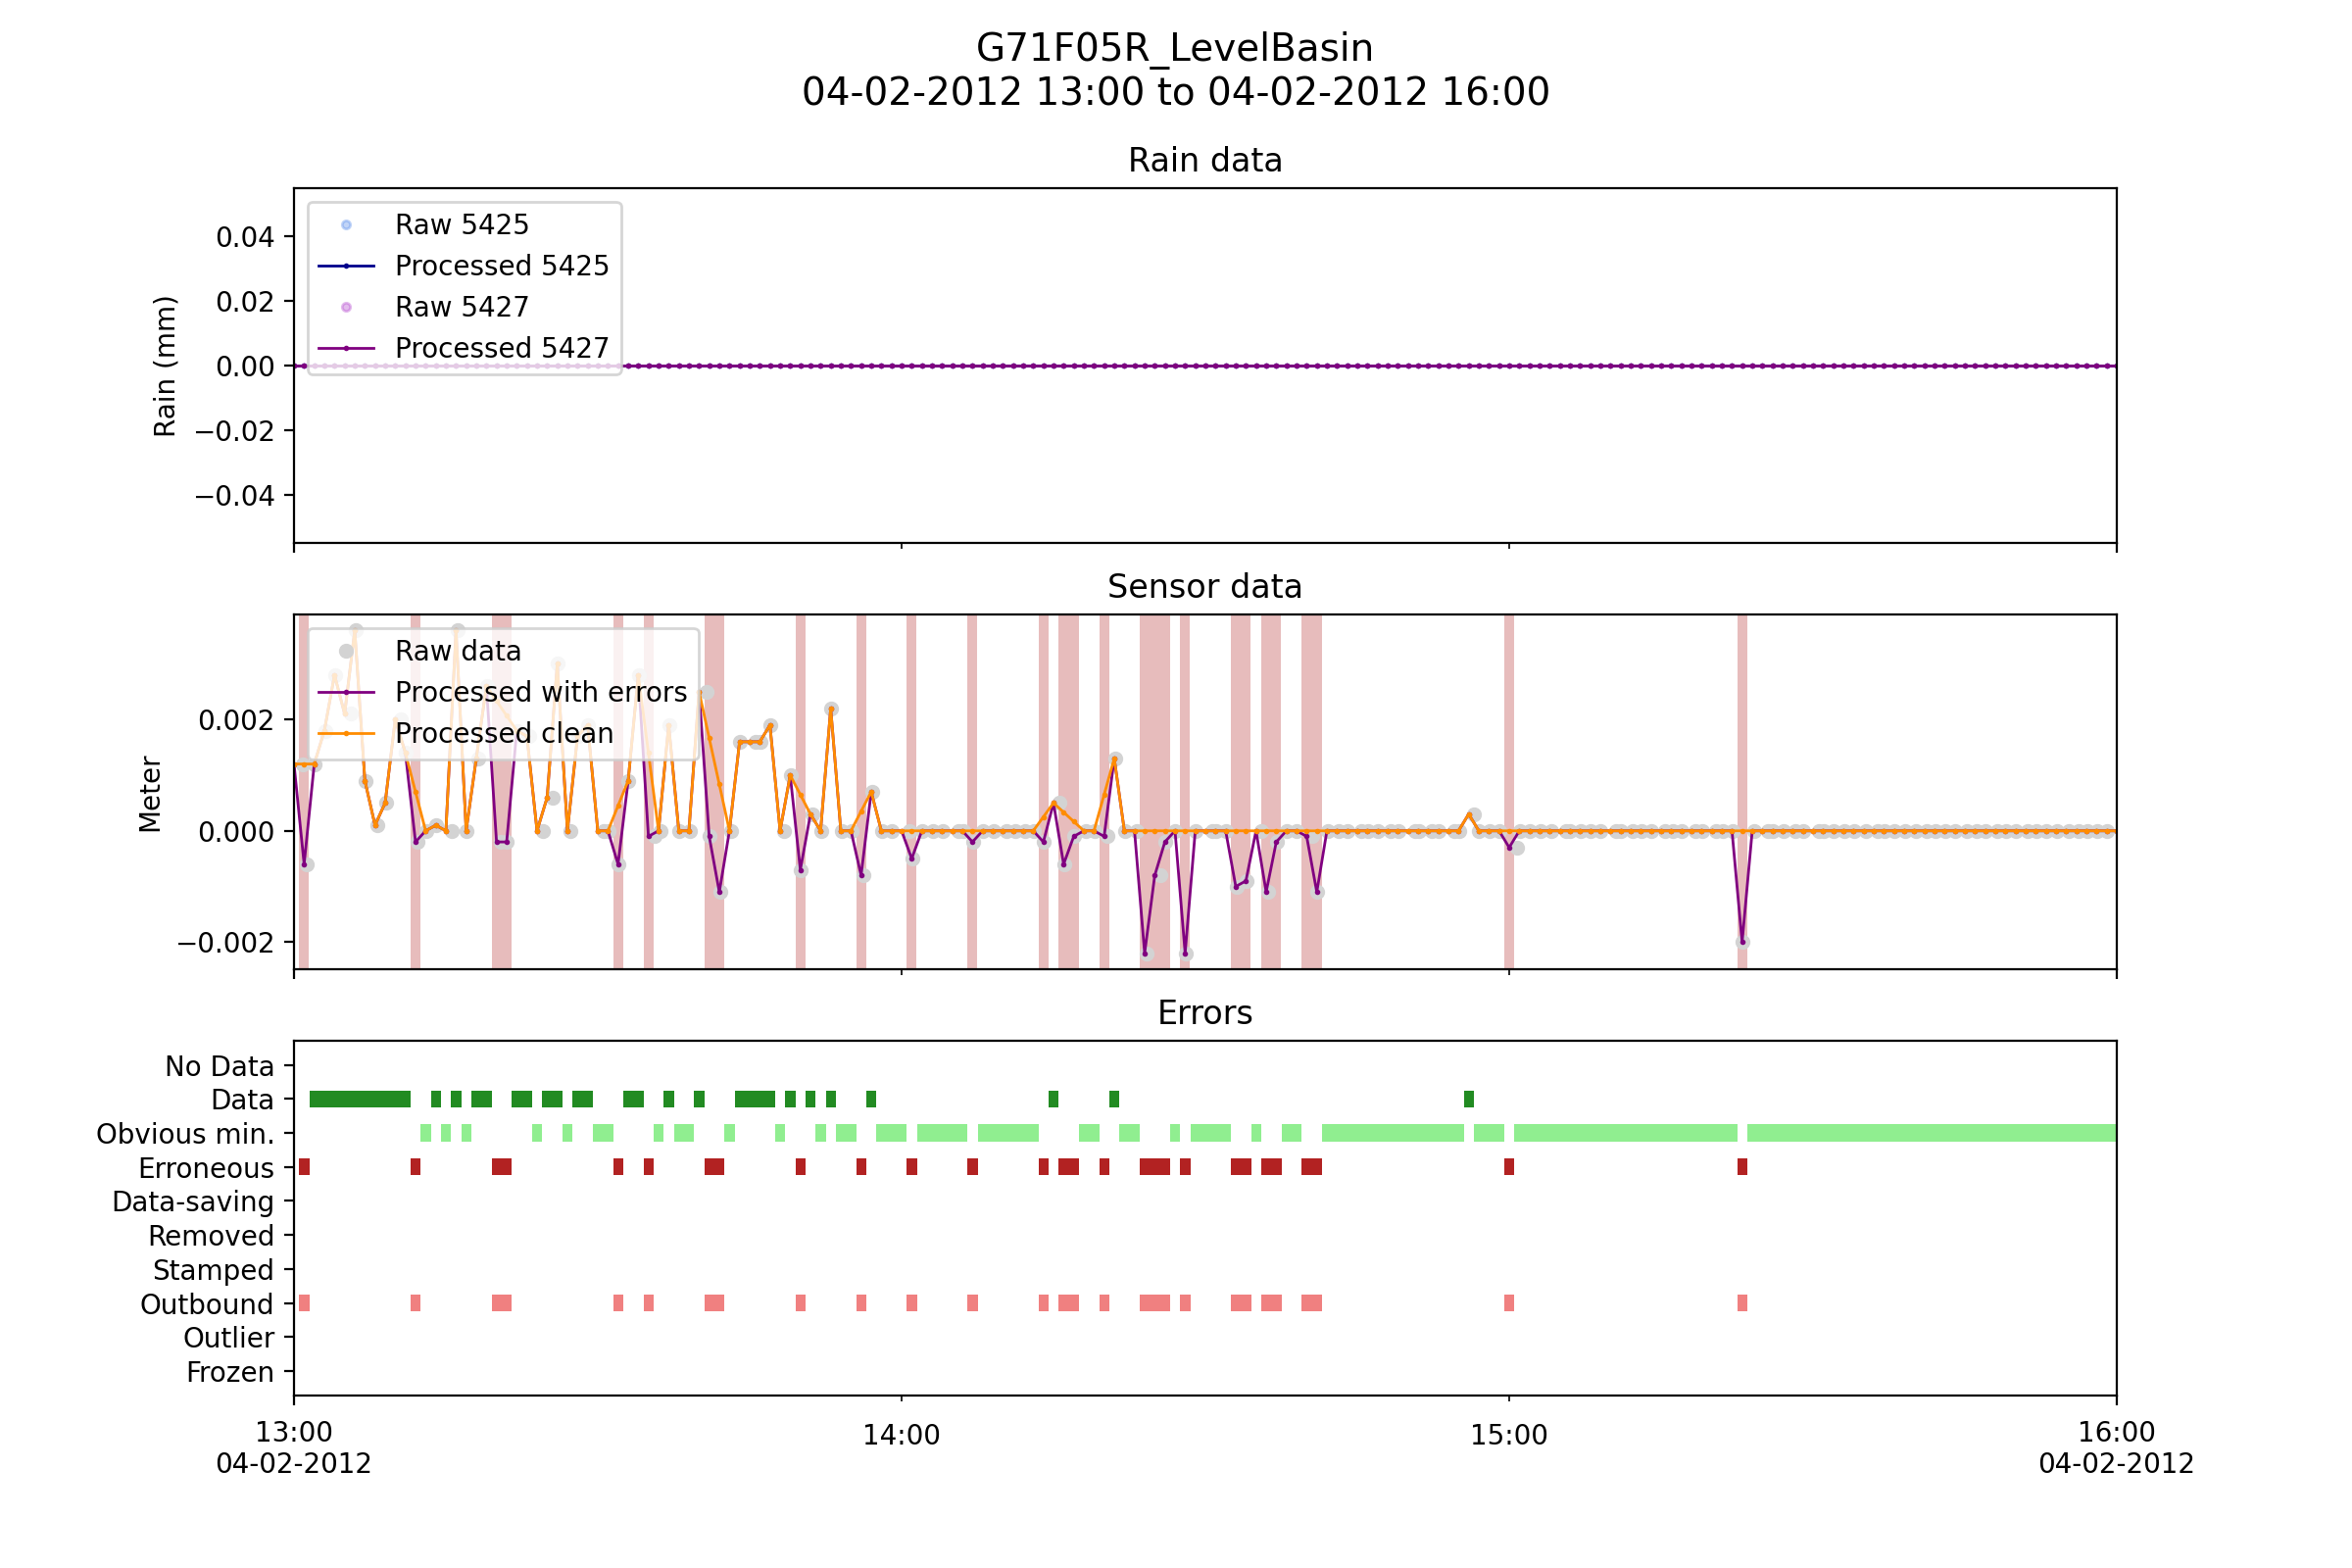 G71F05R_LevelBasin
04-02-2012 13:00 to 04-02-2012 16:00
Rain data
Rain (mm)
0.04
0.02
0.00
−0.02
−0.04
Raw 5425
Processed 5425
Raw 5427
Processed 5427
Sensor data
Meter
0.002
0.000
−0.002
Raw data
Processed with errors
Processed clean
Errors
No Data
Data
Obvious min.
Erroneous
Data-saving
Removed
Stamped
Outbound
Outlier
Frozen
13:00
04-02-2012
14:00
15:00
16:00
04-02-2012